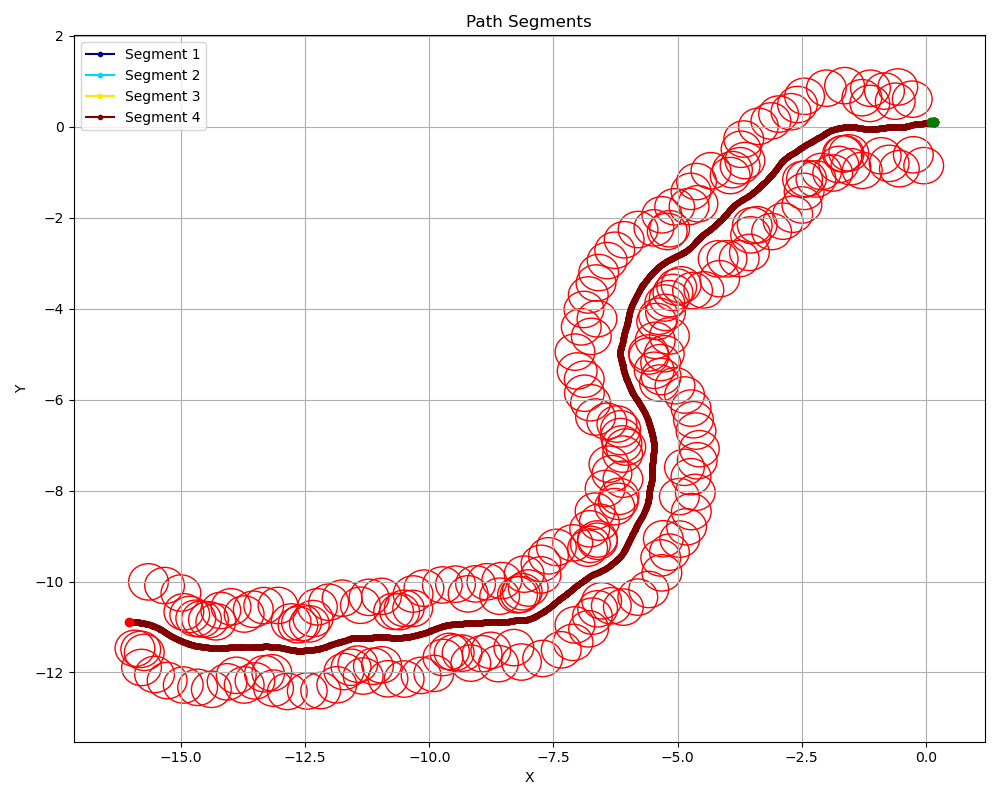 Path Segments
Segment 1
Segment 2
Segment 3
Segment 4
2
0
−2
−4
−6
−8
−10
−12
Y
−15.0 −12.5 −10.0 −7.5 −5.0 −2.5 0.0
X